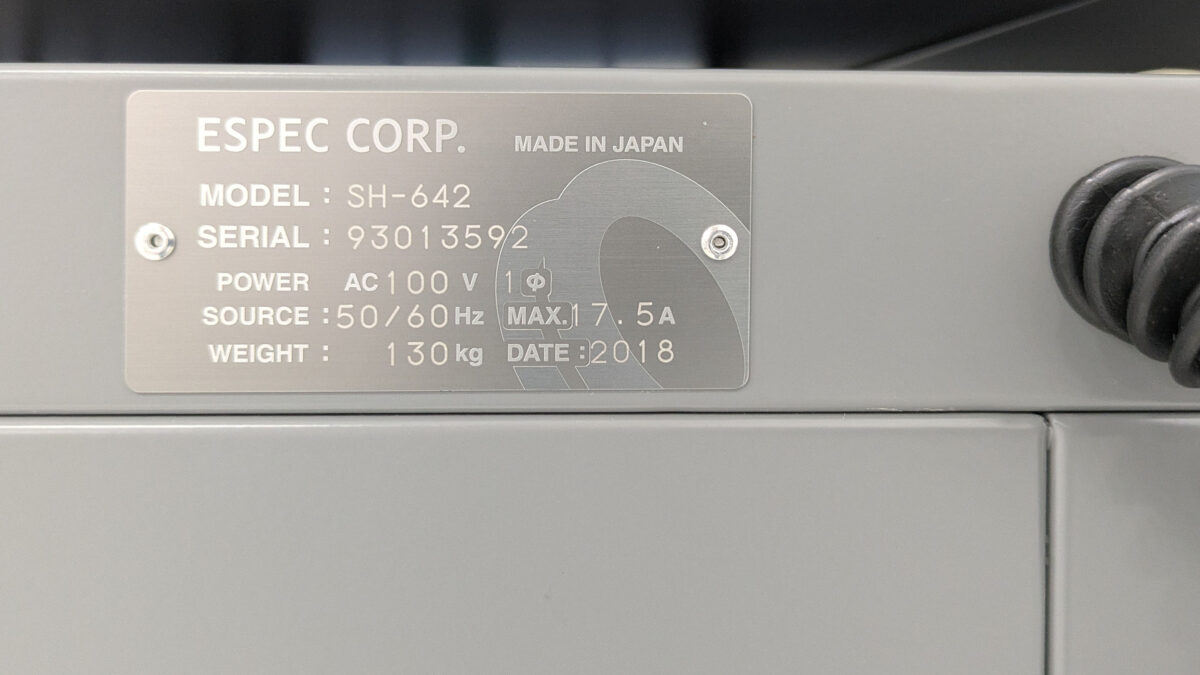 ESPEC CORP. MADE IN JAPAN
MODEL : SH-642
SERIAL : 93013592
POWER AC 100 V 1Φ
SOURCE : 50/60 Hz MAX. 17.5 A
WEIGHT : 130 kg DATE : 2018